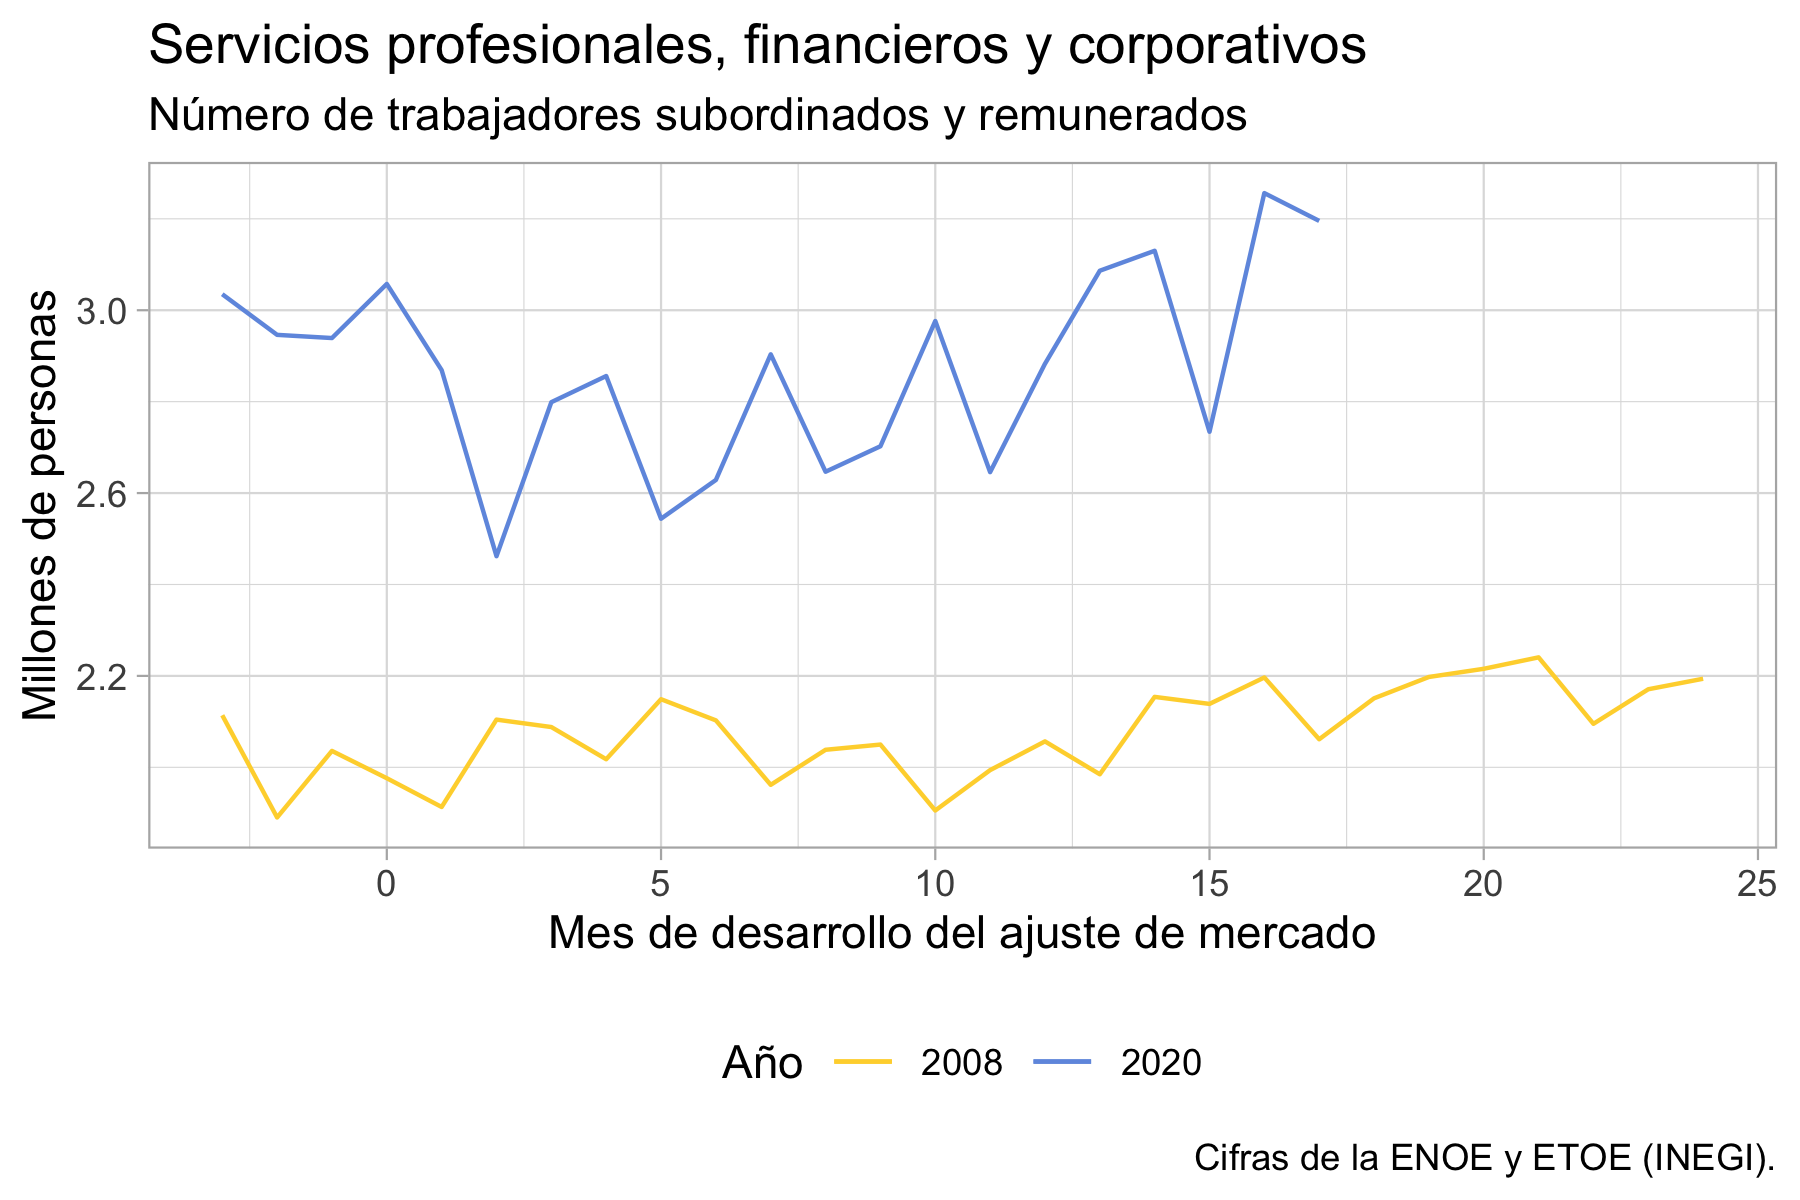 Servicios profesionales, financieros y corporativos
Número de trabajadores subordinados y remunerados
Millones de personas
3.0
2.6
2.2
0 5 10 15 20 25
Mes de desarrollo del ajuste de mercado
Año 2008 2020
Cifras de la ENOE y ETOE (INEGI).